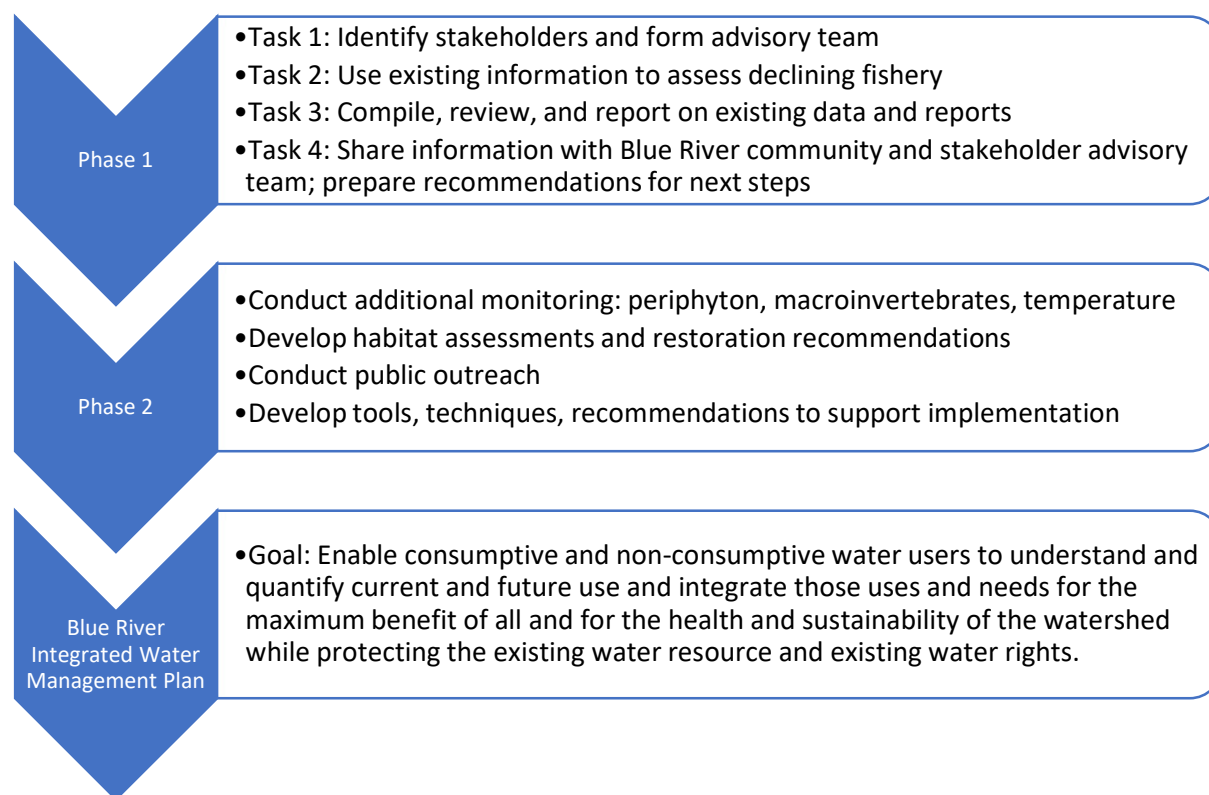 Phase 1
•Task 1: Identify stakeholders and form advisory team
•Task 2: Use existing information to assess declining fishery
•Task 3: Compile, review, and report on existing data and reports
•Task 4: Share information with Blue River community and stakeholder advisory
team; prepare recommendations for next steps
Phase 2
•Conduct additional monitoring: periphyton, macroinvertebrates, temperature
•Develop habitat assessments and restoration recommendations
•Conduct public outreach
•Develop tools, techniques, recommendations to support implementation
Blue River
Integrated Water
Management Plan
•Goal: Enable consumptive and non-consumptive water users to understand and
quantify current and future use and integrate those uses and needs for the
maximum benefit of all and for the health and sustainability of the watershed
while protecting the existing water resource and existing water rights.